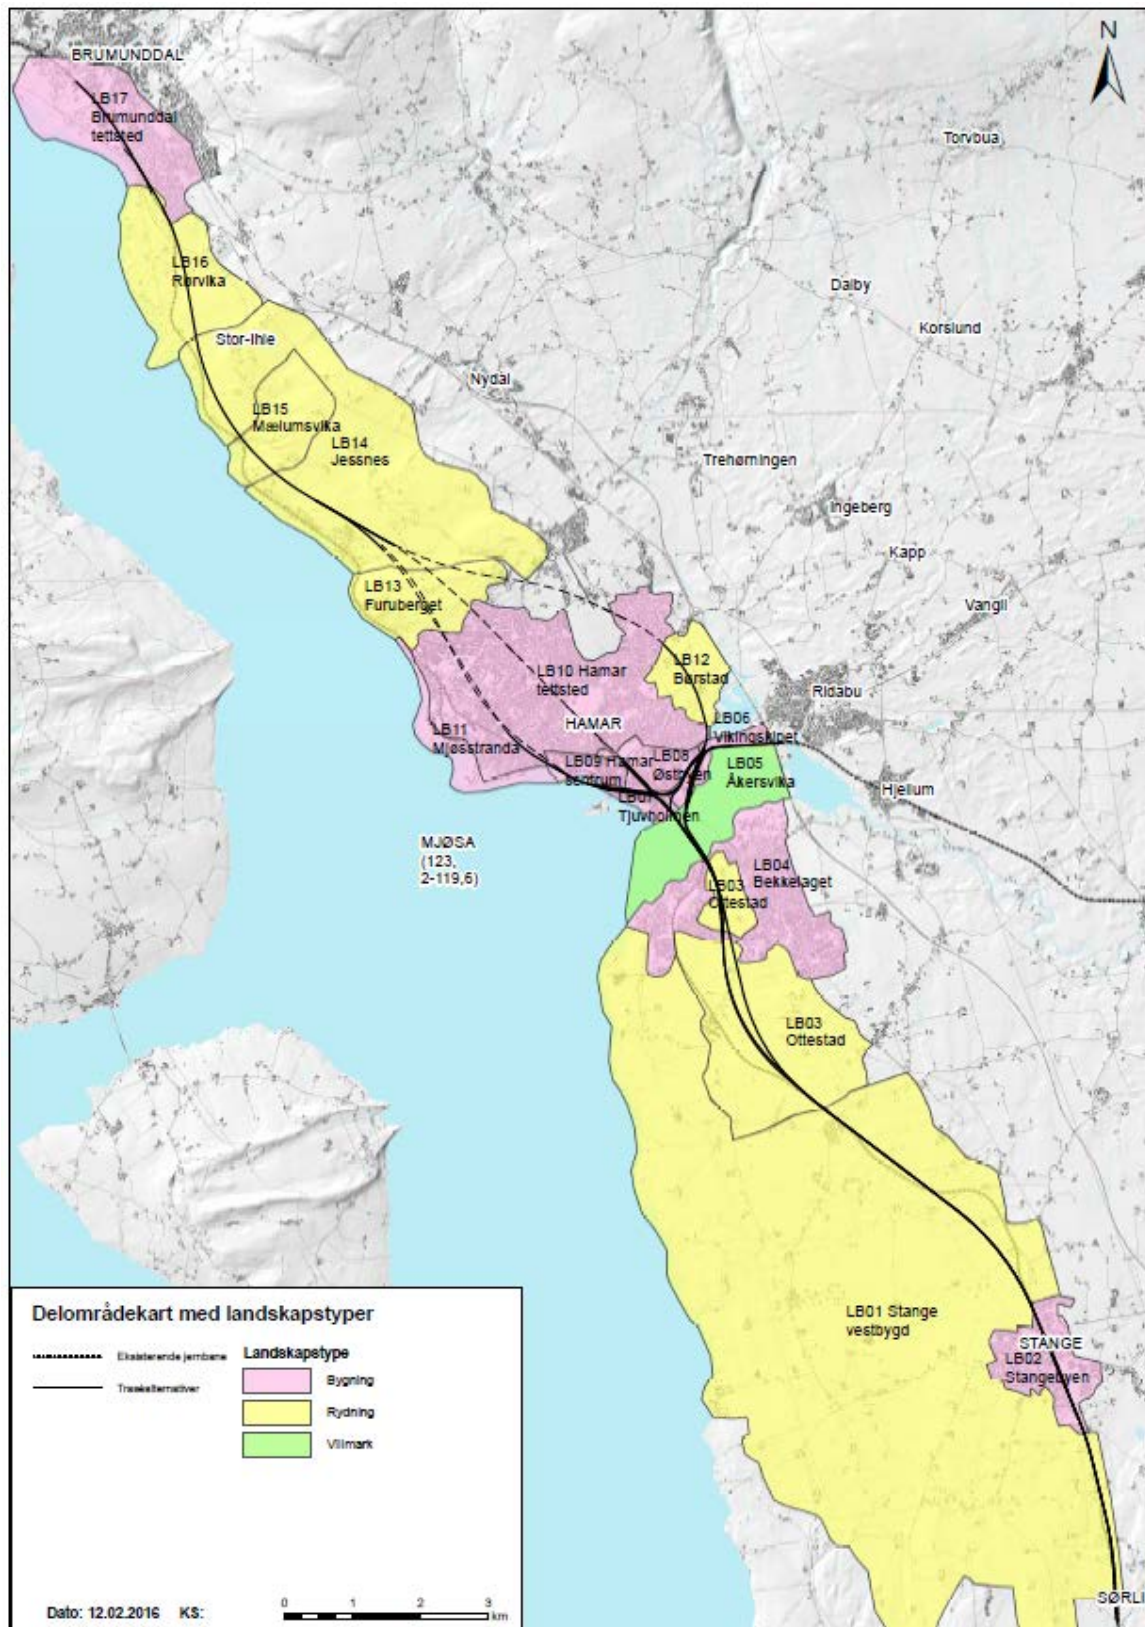 N
BRUMUNDDAL
LB17
Brumunddal
tettsted
Torvbua
LB16
Rørvika
Dalby
Korslund
Stor-Ihle
Nydal
LB15
Mælumsvika
LB14
Jessnes
Trehørningen
Ingeberg
Kapp
LB13
Furuberget
Vangli
LB12
Børstad
LB10 Hamar
tettsted
Ridabu
HAMAR
LB06
Vikingskipet
LB11
Mjøsstranda
LB09 Hamar
sentrum
LB08
Østbyen
LB05
Åkersvika
Hjellum
LB07
Tjuvholmen
MJØSA
(123,
2-119,6)
LB04
Bekkelaget
LB03
Ottestad
LB03
Ottestad
LB01 Stange
vestbygd
STANGE
LB02
Stangebyen
SØRLI
Delområdekart med landskapstyper
Eksisterende jernbane
Traséalternativer
Landskapstype
Bygning
Rydning
Villmark
Dato: 12.02.2016 KS:
0 1 2 3
km